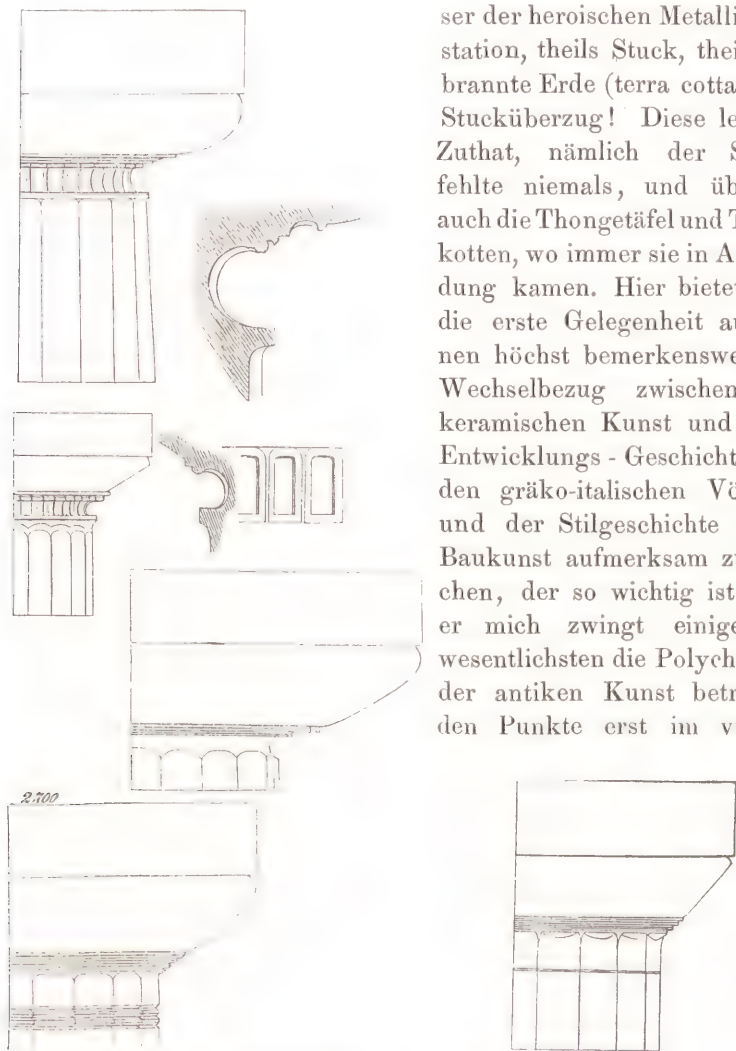 ser der heroischen Metalli
station, theils Stuck, thei
brannte Erde (terra cotta
Stucküberzug! Diese le
Zuthat, nämlich der S
fehlte niemals, und üb
auch die Thongetäfel und T
kotten, wo immer sie in A
dung kamen. Hier biete
die erste Gelegenheit au
nen höchst bemerkenswe
Wechselbezug zwischen
keramischen Kunst und
Entwicklungs-Geschicht
den gräko-italischen Vö
und der Stilgeschichte
Baukunst aufmerksam z
chen, der so wichtig ist
er mich zwingt einige
wesentlichsten die Polych
der antiken Kunst betr
den Punkte erst im v
2.700